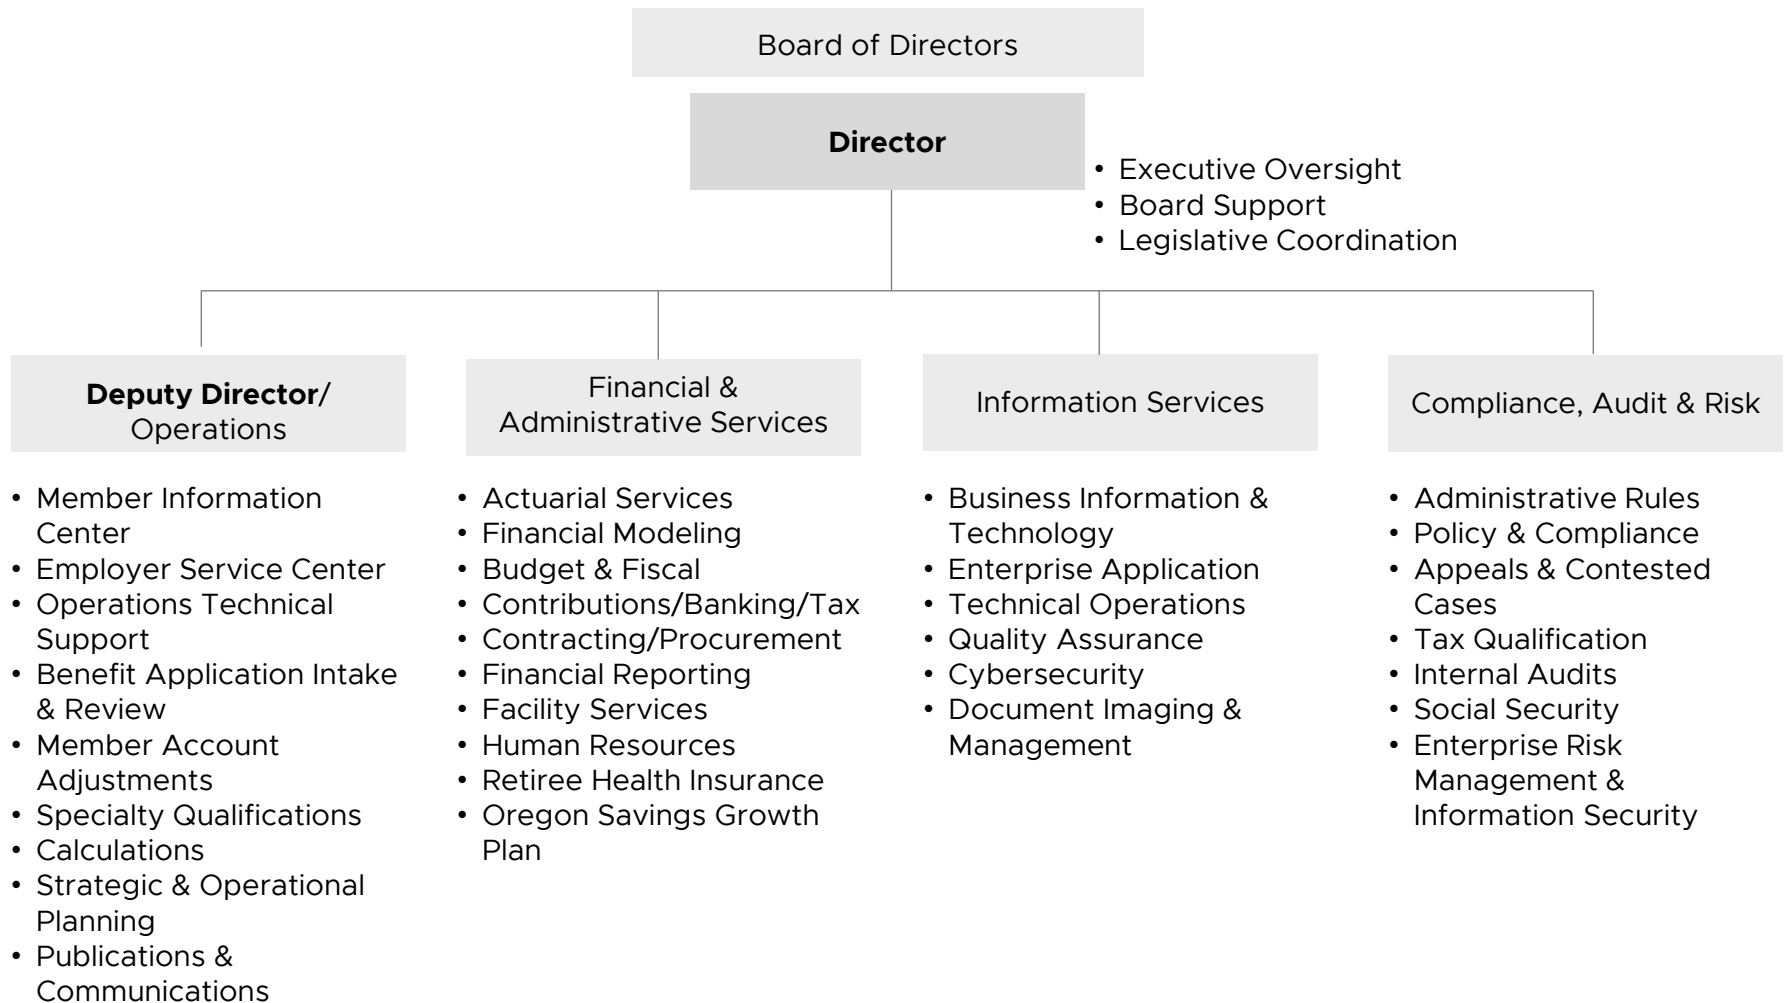 Board of Directors
Director
• Executive Oversight
• Board Support
• Legislative Coordination
Deputy Director/
Operations
• Member Information
Center
• Employer Service Center
• Operations Technical
Support
• Benefit Application Intake
& Review
• Member Account
Adjustments
• Specialty Qualifications
• Calculations
• Strategic & Operational
Planning
• Publications &
Communications
Financial &
Administrative Services
• Actuarial Services
• Financial Modeling
• Budget & Fiscal
• Contributions/Banking/Tax
• Contracting/Procurement
• Financial Reporting
• Facility Services
• Human Resources
• Retiree Health Insurance
• Oregon Savings Growth
Plan
Information Services
• Business Information &
Technology
• Enterprise Application
• Technical Operations
• Quality Assurance
• Cybersecurity
• Document Imaging &
Management
Compliance, Audit & Risk
• Administrative Rules
• Policy & Compliance
• Appeals & Contested
Cases
• Tax Qualification
• Internal Audits
• Social Security
• Enterprise Risk
Management &
Information Security